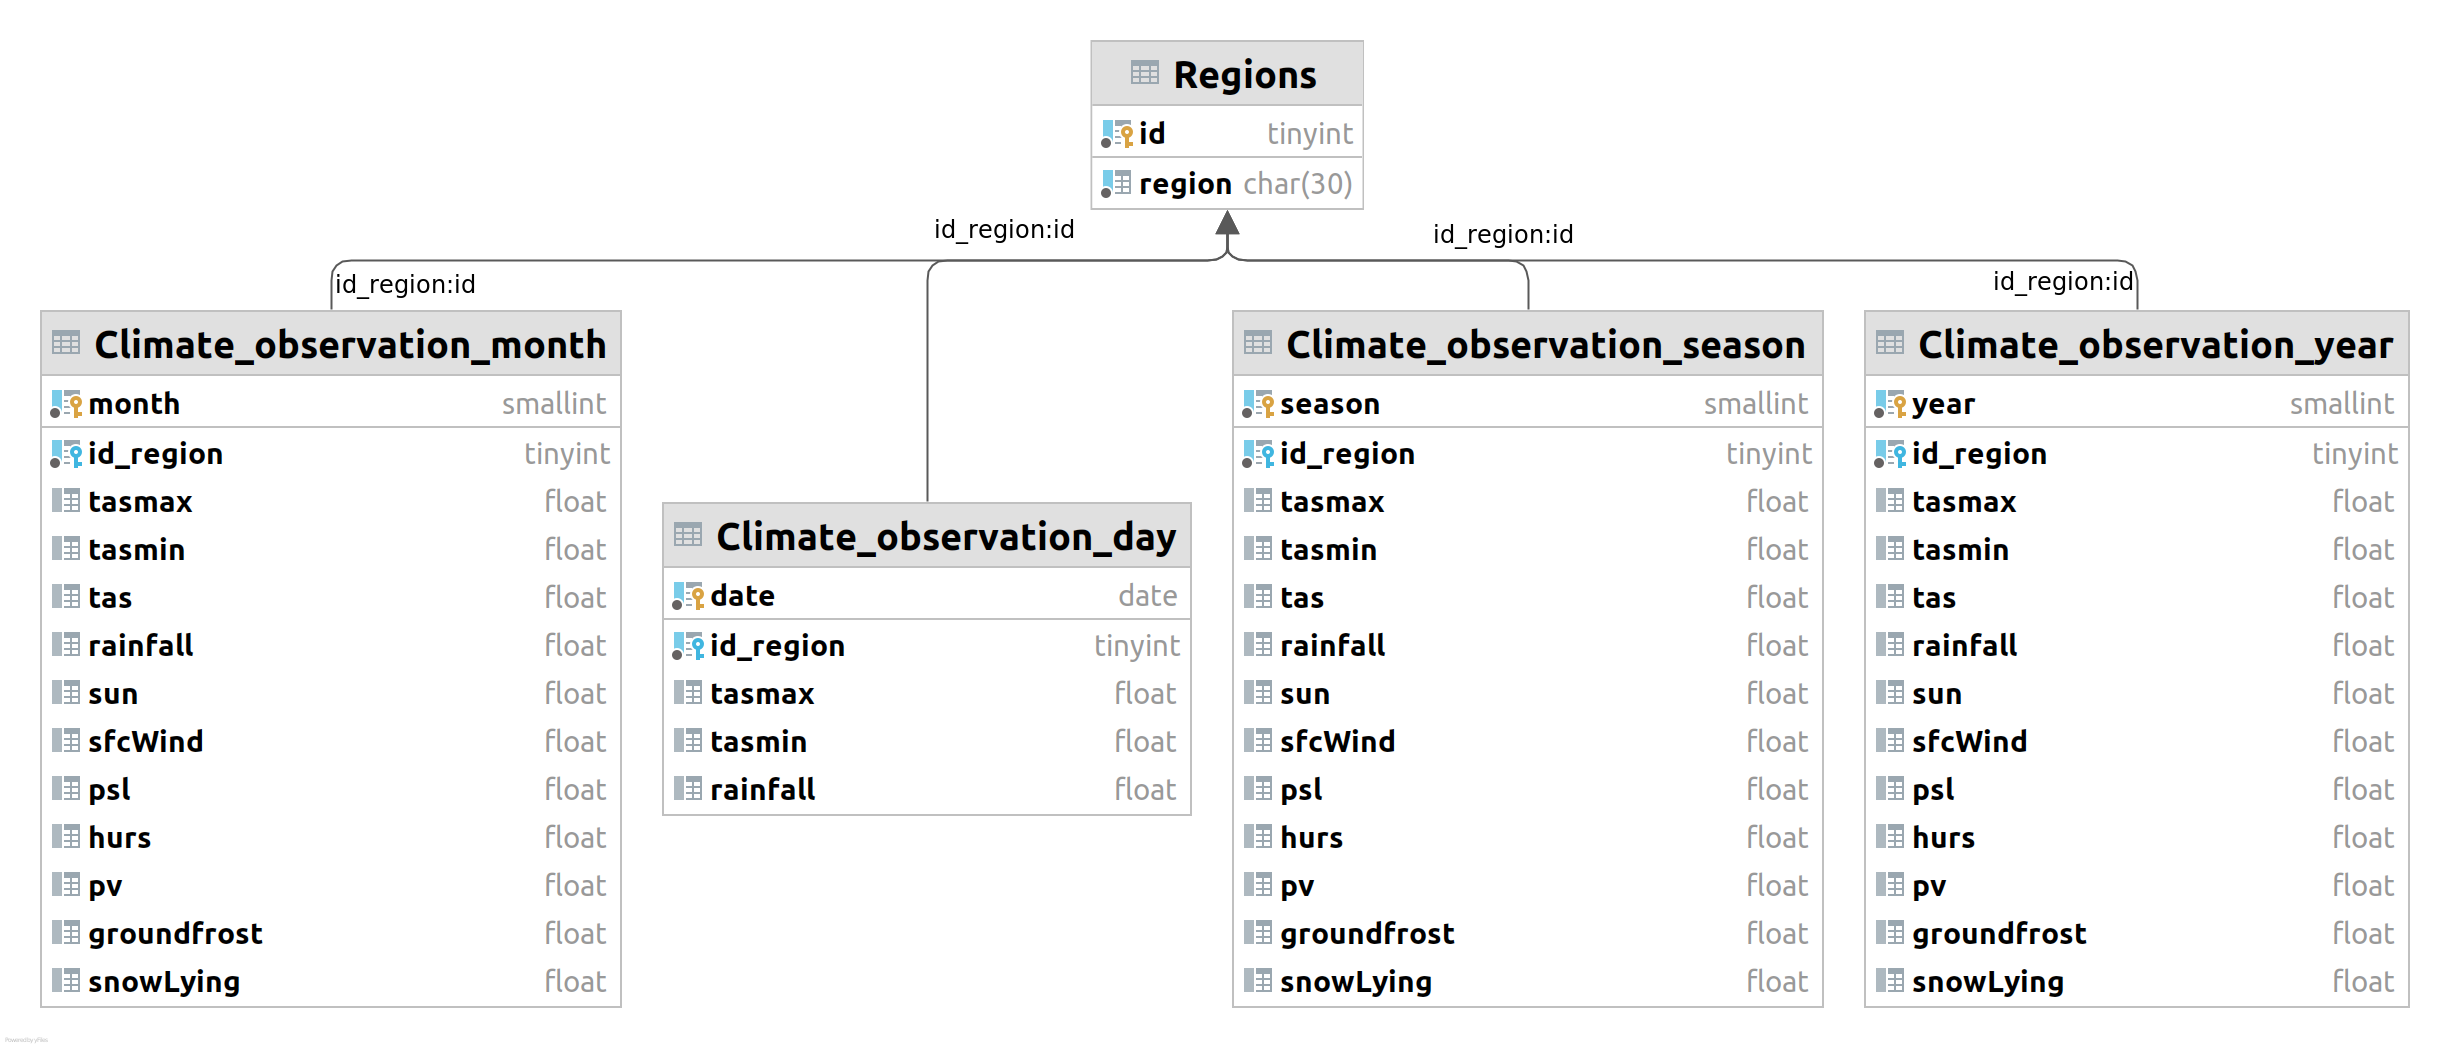 Regions
id tinyint
region char(30)
id_region:id
id_region:id
id_region:id
id_region:id
Climate_observation_month
month smallint
id_region tinyint
tasmax float
tasmin float
tas float
rainfall float
sun float
sfcWind float
psl float
hurs float
pv float
groundfrost float
snowLying float
Climate_observation_day
date date
id_region tinyint
tasmax float
tasmin float
rainfall float
Climate_observation_season
season smallint
id_region tinyint
tasmax float
tasmin float
tas float
rainfall float
sun float
sfcWind float
psl float
hurs float
pv float
groundfrost float
snowLying float
Climate_observation_year
year smallint
id_region tinyint
tasmax float
tasmin float
tas float
rainfall float
sun float
sfcWind float
psl float
hurs float
pv float
groundfrost float
snowLying float
Powered by yFiles